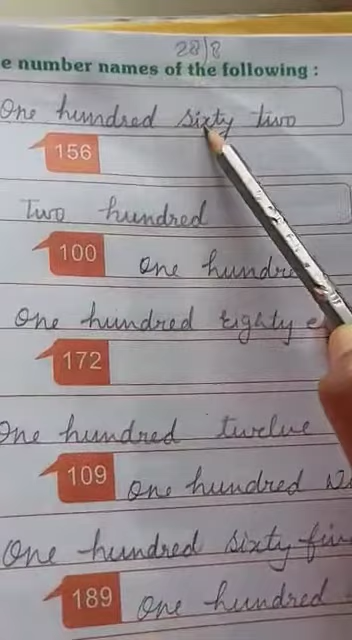 28/8
e number names of the following :
One hundred sixty two
156
Two hundred
100 One hundre
One hundred eighty e
172
One hundred twelve
109 One hundred
One hundred sixty five
189 One hundred